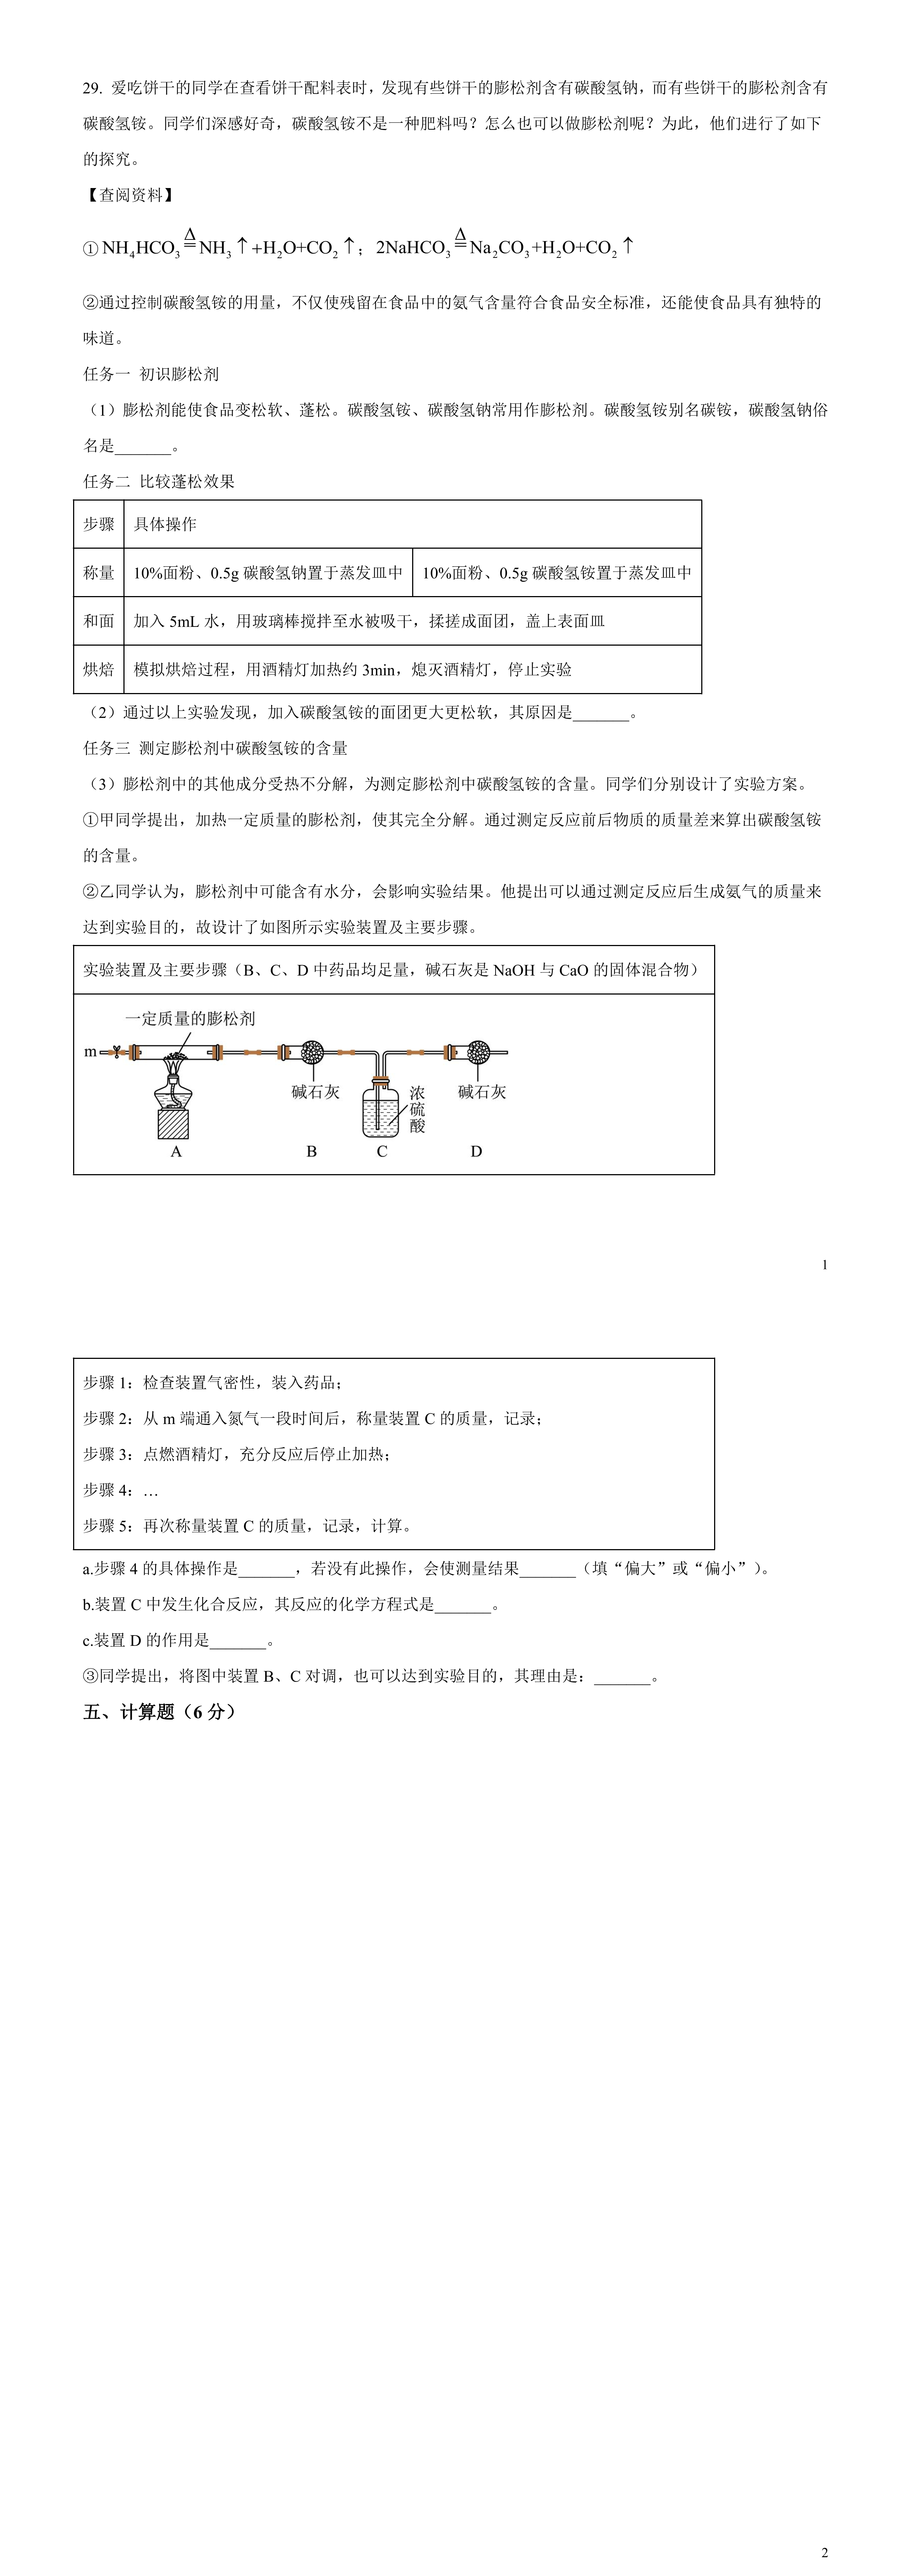 29. 爱吃饼干的同学在查看饼干配料表时，发现有些饼干的膨松剂含有碳酸氢钠，而有些饼干的膨松剂含有
碳酸氢铵。同学们深感好奇，碳酸氢铵不是一种肥料吗？怎么也可以做膨松剂呢？为此，他们进行了如下
的探究。
【查阅资料】
①NH₄HCO₃ ≜ NH₃↑+H₂O+CO₂↑；2NaHCO₃ ≜ Na₂CO₃+H₂O+CO₂↑
②通过控制碳酸氢铵的用量，不仅使残留在食品中的氨气含量符合食品安全标准，还能使食品具有独特的
味道。
任务一 初识膨松剂
（1）膨松剂能使食品变松软、蓬松。碳酸氢铵、碳酸氢钠常用作膨松剂。碳酸氢铵别名碳铵，碳酸氢钠俗
名是_______。
任务二 比较蓬松效果
步骤 具体操作
称量 10%面粉、0.5g 碳酸氢钠置于蒸发皿中 10%面粉、0.5g 碳酸氢铵置于蒸发皿中
和面 加入 5mL 水，用玻璃棒搅拌至水被吸干，揉搓成面团，盖上表面皿
烘焙 模拟烘焙过程，用酒精灯加热约 3min，熄灭酒精灯，停止实验
（2）通过以上实验发现，加入碳酸氢铵的面团更大更松软，其原因是_______。
任务三 测定膨松剂中碳酸氢铵的含量
（3）膨松剂中的其他成分受热不分解，为测定膨松剂中碳酸氢铵的含量。同学们分别设计了实验方案。
①甲同学提出，加热一定质量的膨松剂，使其完全分解。通过测定反应前后物质的质量差来算出碳酸氢铵
的含量。
②乙同学认为，膨松剂中可能含有水分，会影响实验结果。他提出可以通过测定反应后生成氨气的质量来
达到实验目的，故设计了如图所示实验装置及主要步骤。
实验装置及主要步骤（B、C、D 中药品均足量，碱石灰是 NaOH 与 CaO 的固体混合物）
一定质量的膨松剂
m
碱石灰
浓硫酸
碱石灰
A B C D
1
步骤 1：检查装置气密性，装入药品；
步骤 2：从 m 端通入氮气一段时间后，称量装置 C 的质量，记录；
步骤 3：点燃酒精灯，充分反应后停止加热；
步骤 4：…
步骤 5：再次称量装置 C 的质量，记录，计算。
a.步骤 4 的具体操作是_______，若没有此操作，会使测量结果_______（填“偏大”或“偏小”）。
b.装置 C 中发生化合反应，其反应的化学方程式是_______。
c.装置 D 的作用是_______。
③同学提出，将图中装置 B、C 对调，也可以达到实验目的，其理由是：_______。
五、计算题（6 分）
2